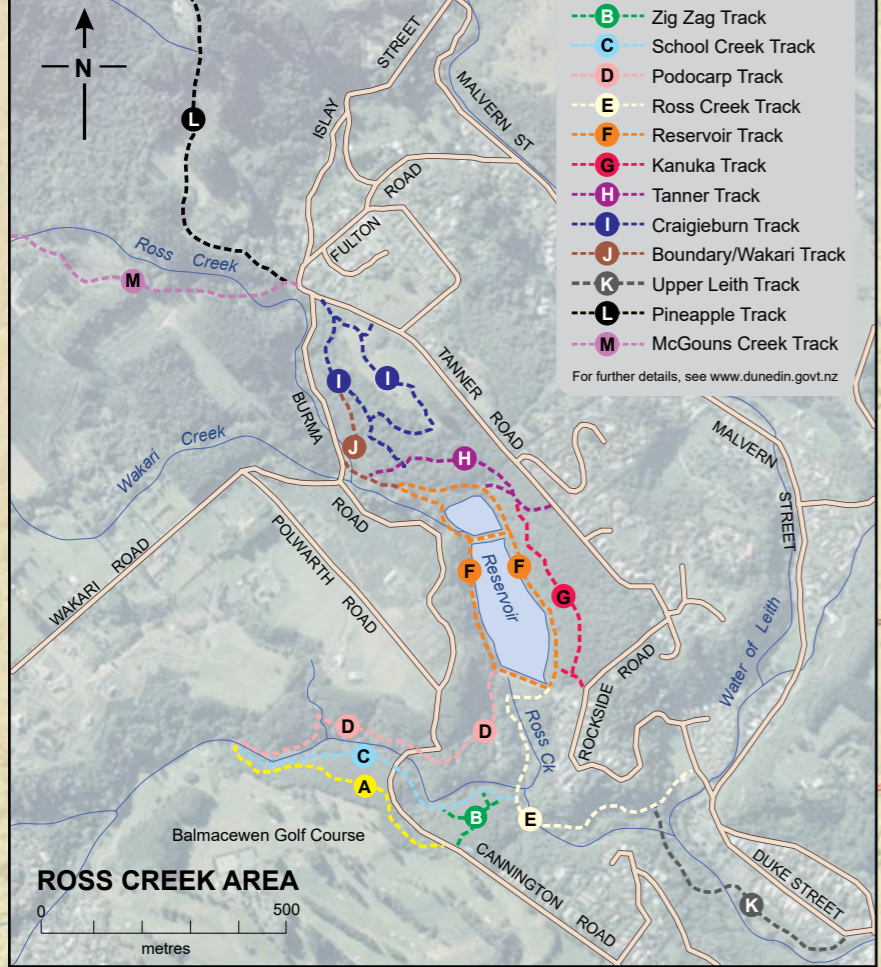 B Zig Zag Track
C School Creek Track
D Podocarp Track
E Ross Creek Track
F Reservoir Track
G Kanuka Track
H Tanner Track
I Craigieburn Track
J Boundary/Wakari Track
K Upper Leith Track
L Pineapple Track
M McGouns Creek Track
For further details, see www.dunedin.govt.nz
N
L
ISLAY STREET
MALVERN ST
FULTON ROAD
Ross Creek
M
I
I
TANNER ROAD
BURMA ROAD
J
H
Wakari Creek
MALVERN STREET
WAKARI ROAD
POLWARTH ROAD
F
F
Reservoir
G
Water of Leith
ROCKSIDE ROAD
D
D
Ross Ck
C
A
B
E
Balmacewen Golf Course
CANNINGTON ROAD
DUKE STREET
K
ROSS CREEK AREA
0 500
metres